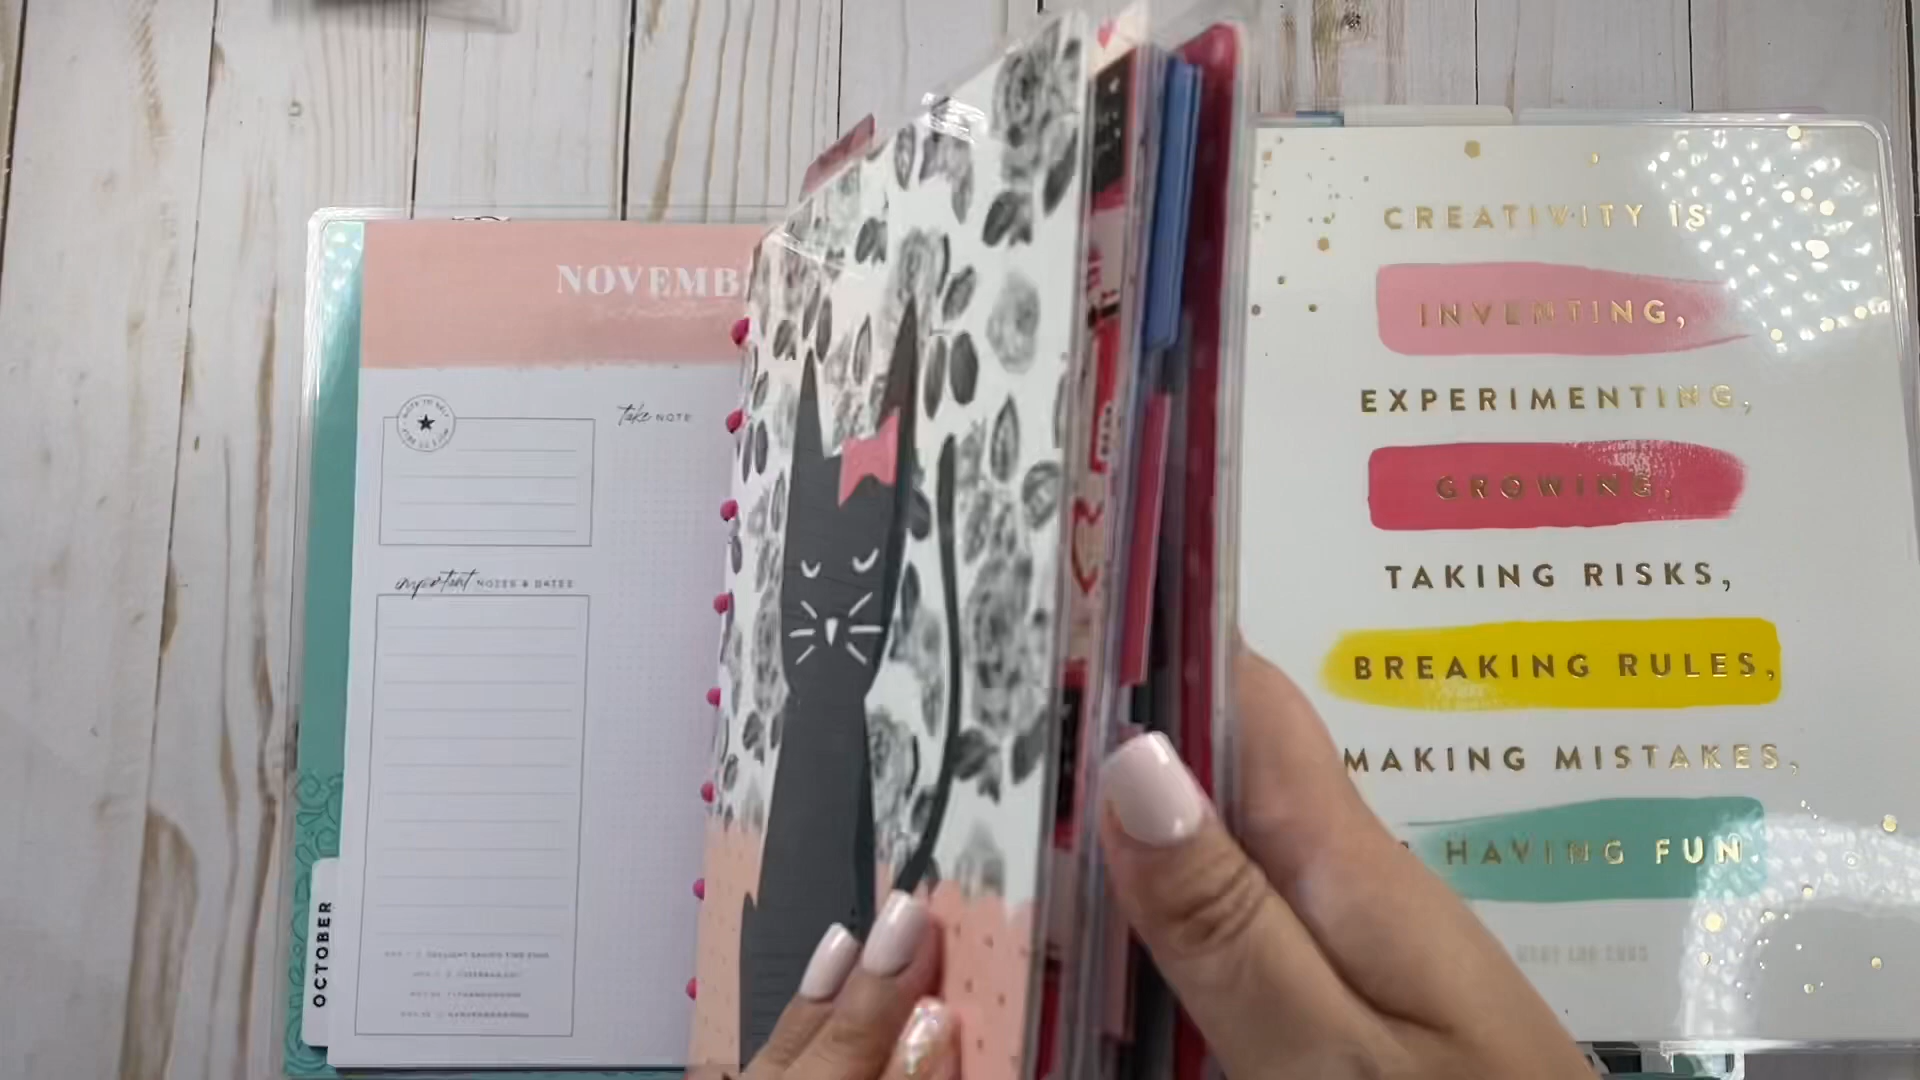 NOVEMB
take NOTE
important NOTES & DATES
OCTOBER
CREATIVITY IS
INVENTING,
EXPERIMENTING,
GROWING,
TAKING RISKS,
BREAKING RULES,
MAKING MISTAKES,
HAVING FUN